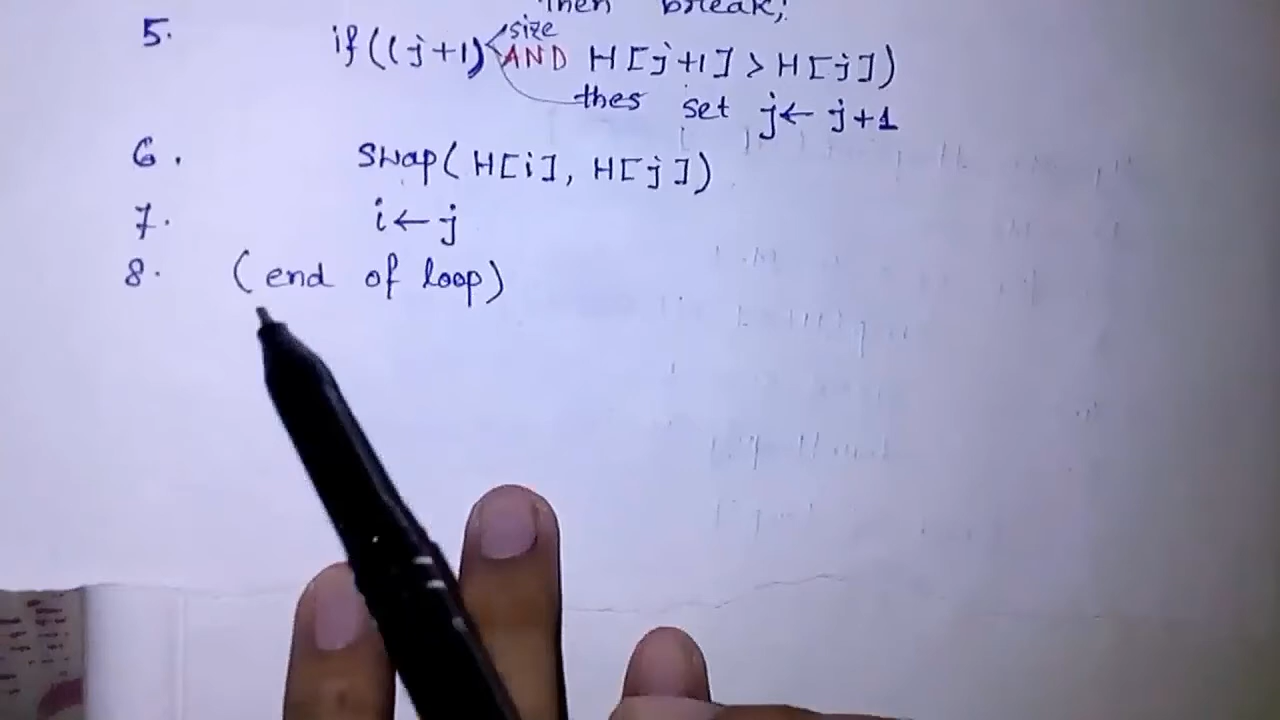 then break;
5. if((j+1)<size AND H[j+1]>H[j])
thes set j← j+1
6. swap(H[i], H[j])
7. i←j
8. (end of loop)